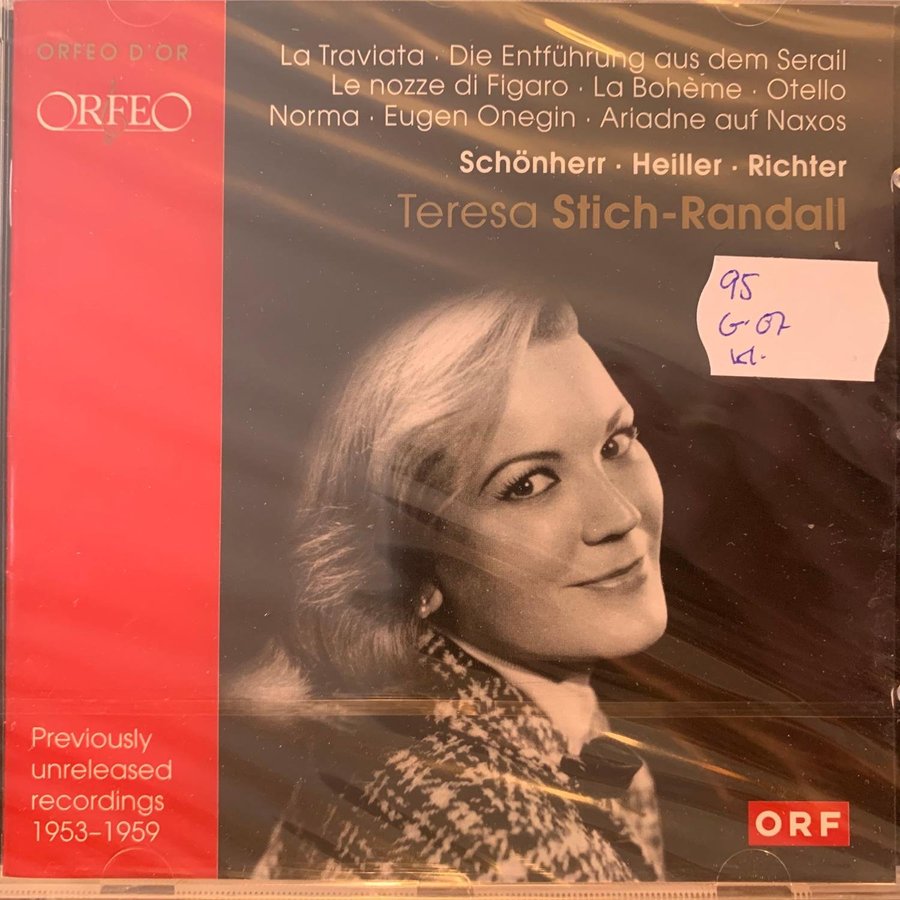 ORFEO D'OR
ORFEO
La Traviata · Die Entführung aus dem Serail
Le nozze di Figaro · La Bohème · Otello
Norma · Eugen Onegin · Ariadne auf Naxos
Schönherr · Heiller · Richter
Teresa Stich-Randall
95
G-07
kl.
Previously
unreleased
recordings
1953–1959
ORF